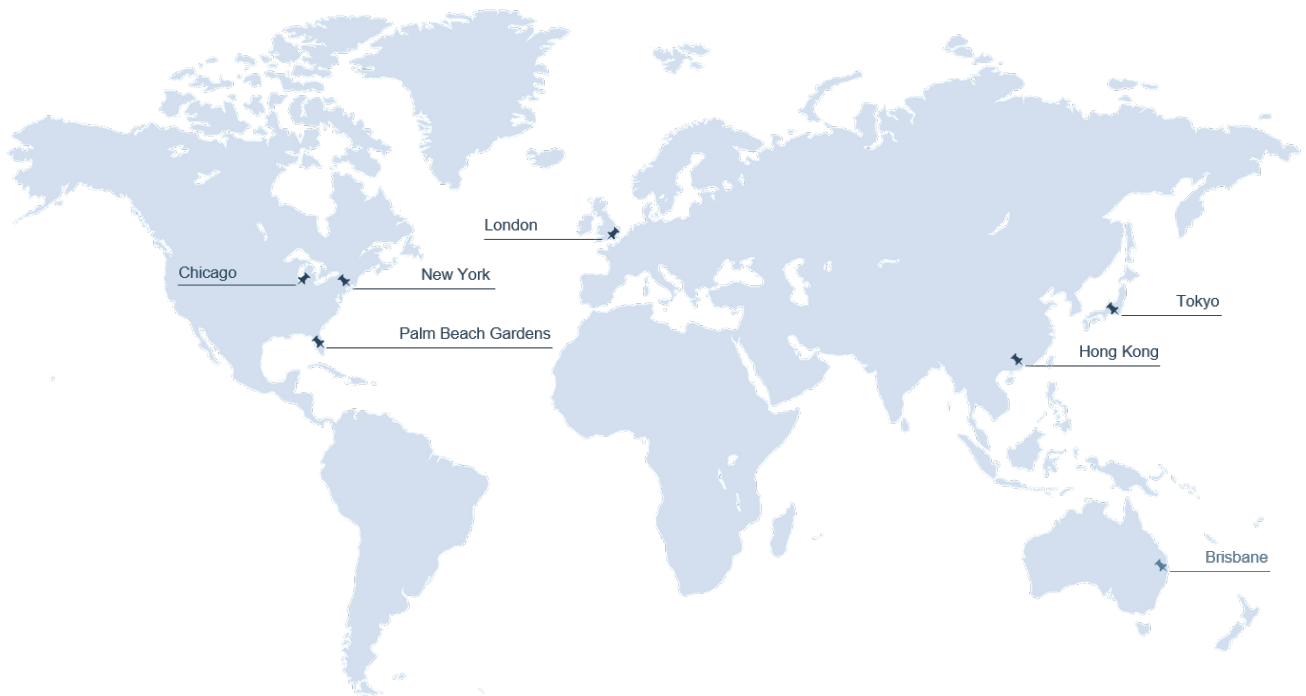 London
Chicago
New York
Tokyo
Palm Beach Gardens
Hong Kong
Brisbane